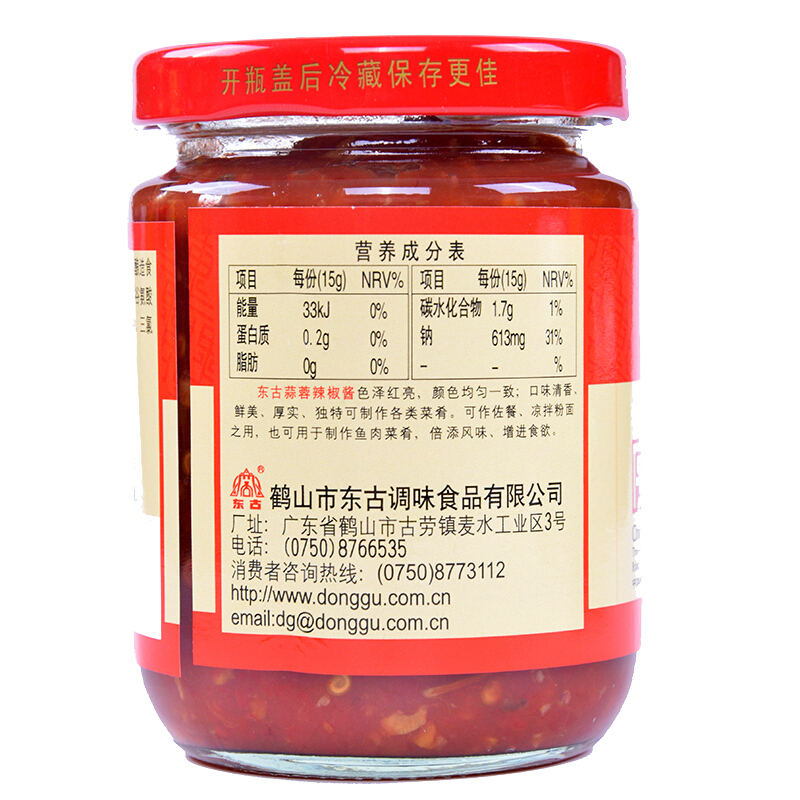 开瓶盖后冷藏保存更佳
营养成分表
项目 每份(15g) NRV% 项目 每份(15g) NRV%
能量 33kJ 0% 碳水化合物 1.7g 1%
蛋白质 0.2g 0% 钠 613mg 31%
脂肪 0g 0% – – %
东古蒜蓉辣椒酱色泽红亮，颜色均匀一致；口味清香、
鲜美、厚实、独特可制作各类菜肴。可作佐餐、凉拌粉面
之用，也可用于制作鱼肉菜肴，倍添风味、增进食欲。
东古® 鹤山市东古调味食品有限公司
厂址：广东省鹤山市古劳镇麦水工业区3号
电话：(0750)8766535
消费者咨询热线：(0750)8773112
http://www.donggu.com.cn
email:dg@donggu.com.cn